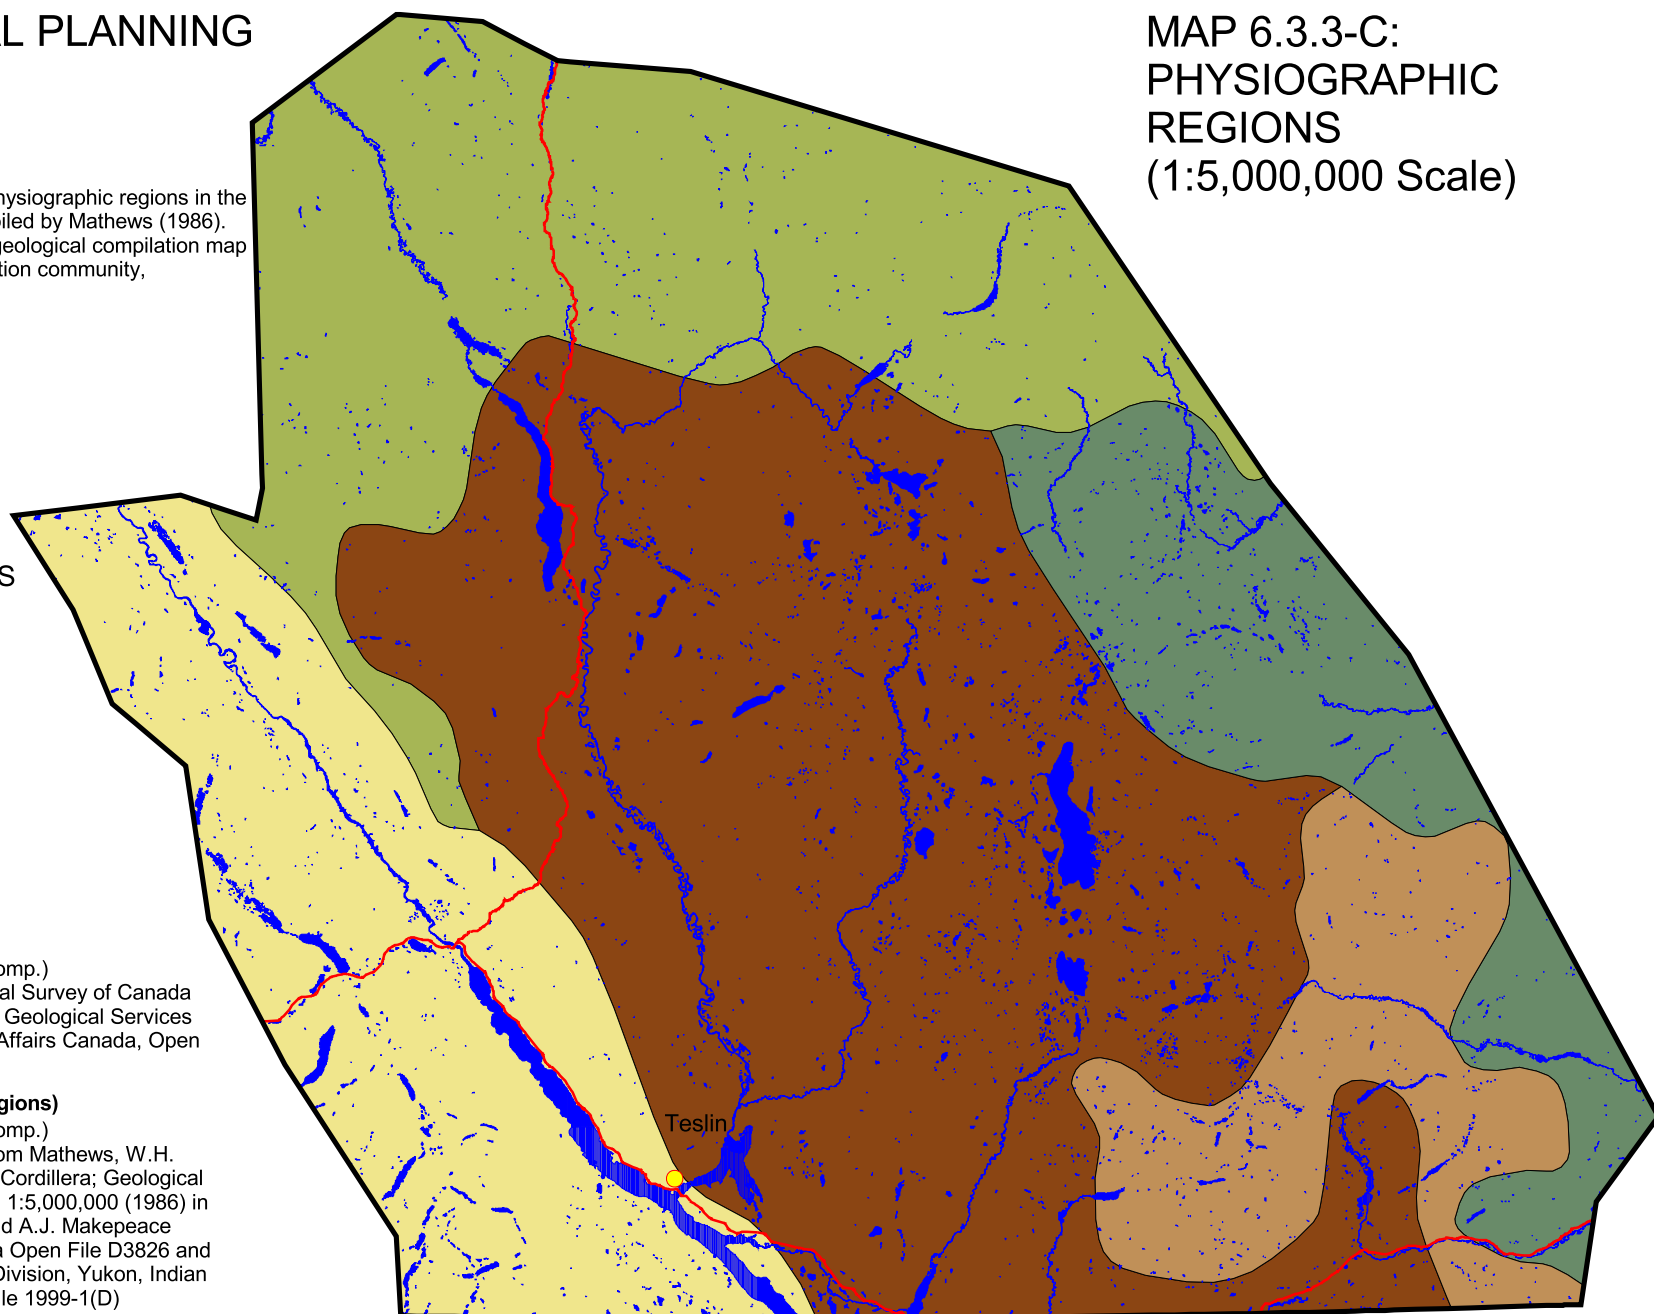 L PLANNING
MAP 6.3.3-C:
PHYSIOGRAPHIC
REGIONS
(1:5,000,000 Scale)
hysiographic regions in the
iled by Mathews (1986).
geological compilation map
tion community,
S
omp.)
al Survey of Canada
Geological Services
Affairs Canada, Open
gions)
omp.)
om Mathews, W.H.
Cordillera; Geological
1:5,000,000 (1986) in
d A.J. Makepeace
a Open File D3826 and
Division, Yukon, Indian
le 1999-1(D)
Teslin